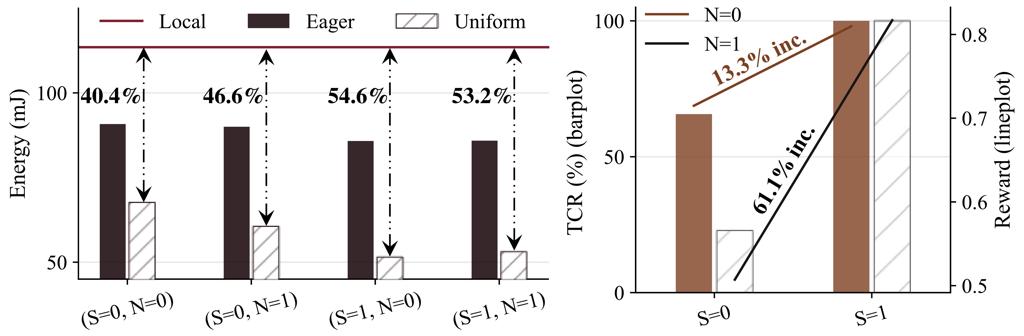 Local Eager Uniform
Energy (mJ)
100
50
40.4%
46.6%
54.6%
53.2%
(S=0, N=0)
(S=0, N=1)
(S=1, N=0)
(S=1, N=1)
N=0
N=1
TCR (%) (barplot)
100
50
0
13.3% inc.
61.1% inc.
S=0
S=1
0.8
0.7
0.6
0.5
Reward (lineplot)